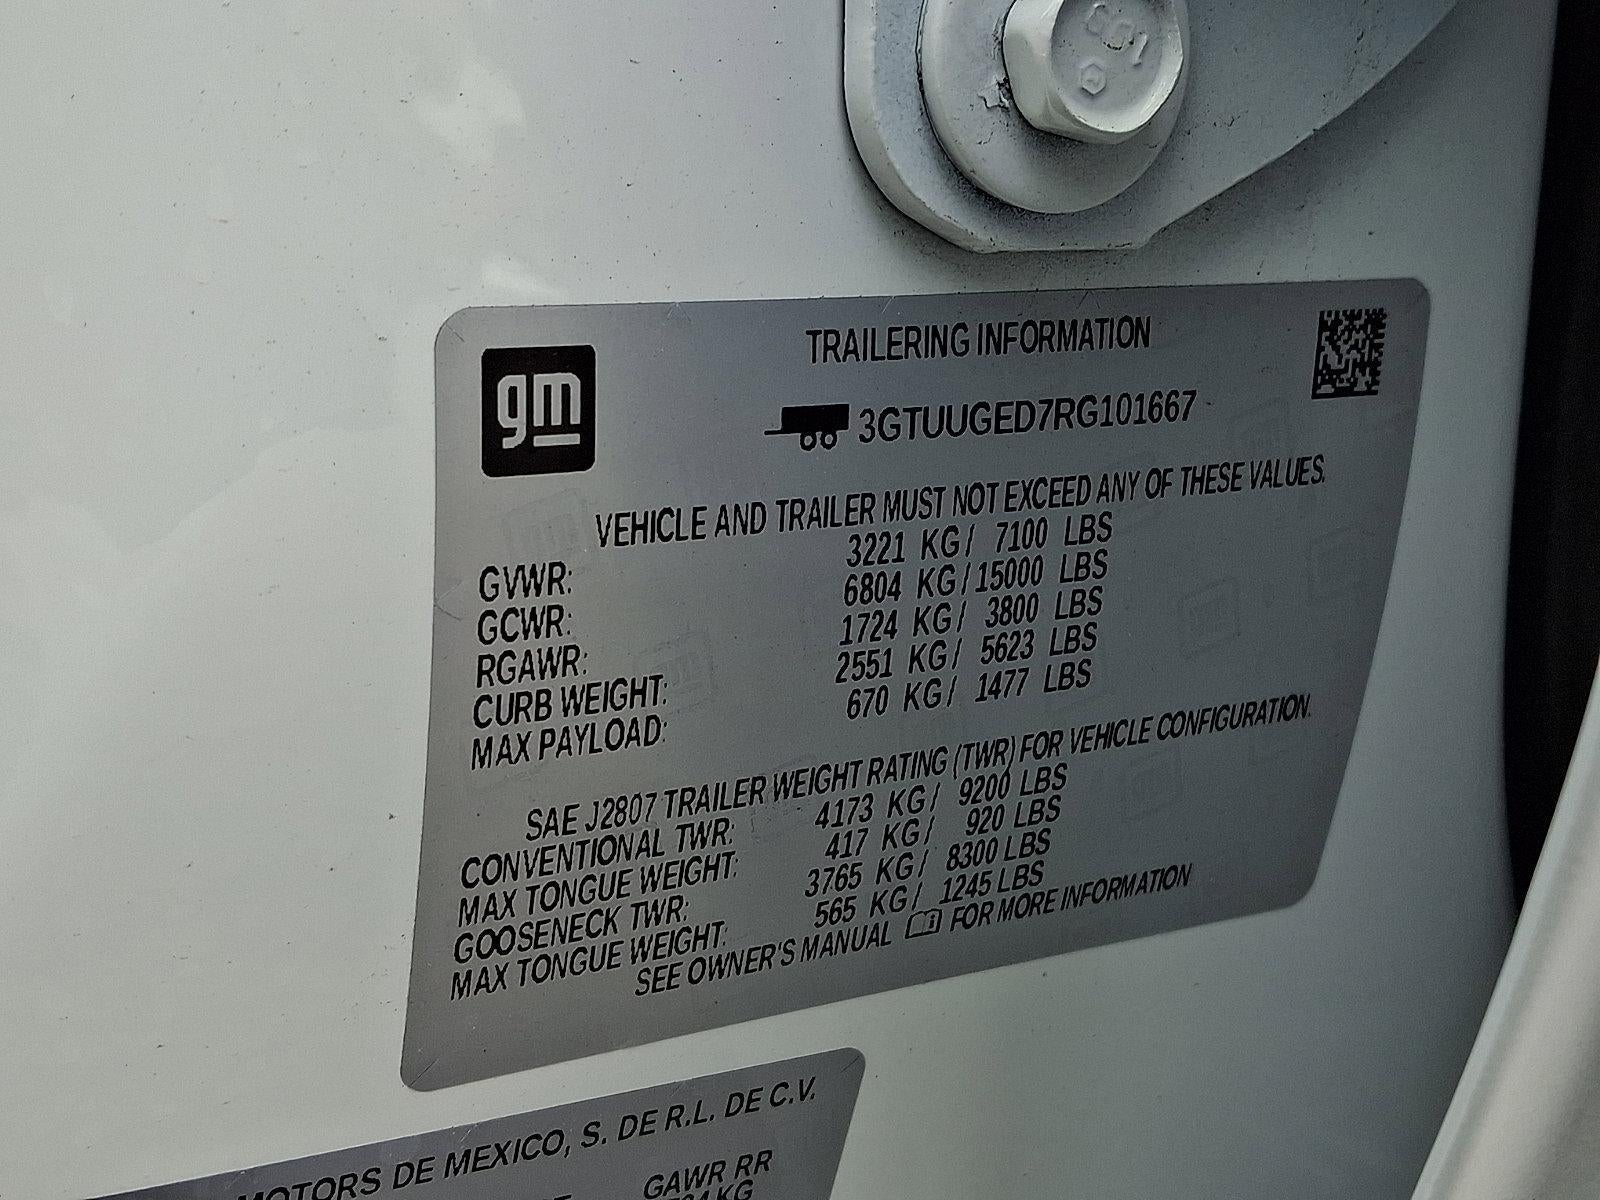 661
gm
TRAILERING INFORMATION
3GTUUGED7RG101667
VEHICLE AND TRAILER MUST NOT EXCEED ANY OF THESE VALUES.
GVWR: 3221 KG / 7100 LBS
GCWR: 6804 KG / 15000 LBS
RGAWR: 1724 KG / 3800 LBS
CURB WEIGHT: 2551 KG / 5623 LBS
MAX PAYLOAD: 670 KG / 1477 LBS
SAE J2807 TRAILER WEIGHT RATING (TWR) FOR VEHICLE CONFIGURATION.
CONVENTIONAL TWR: 4173 KG / 9200 LBS
MAX TONGUE WEIGHT: 417 KG / 920 LBS
GOOSENECK TWR: 3765 KG / 8300 LBS
MAX TONGUE WEIGHT: 565 KG / 1245 LBS
SEE OWNER'S MANUAL FOR MORE INFORMATION
MOTORS DE MEXICO, S. DE R.L. DE C.V.
GAWR RR
KG